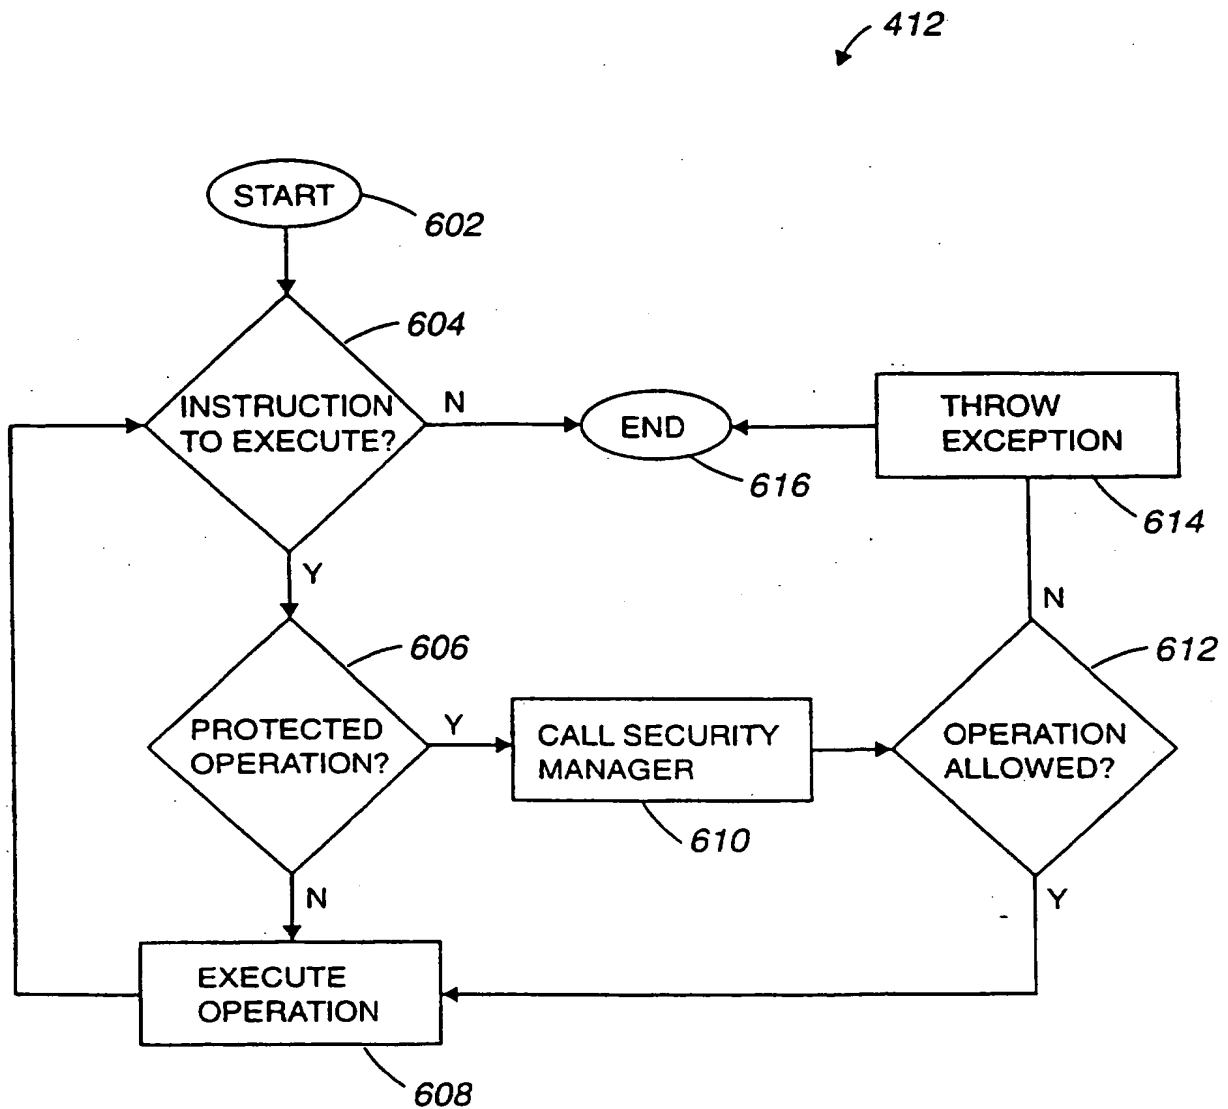 412
START
602
604
INSTRUCTION
TO EXECUTE?
N
END
616
THROW
EXCEPTION
614
Y
N
606
612
PROTECTED
OPERATION?
Y
CALL SECURITY
MANAGER
610
OPERATION
ALLOWED?
N
Y
EXECUTE
OPERATION
608